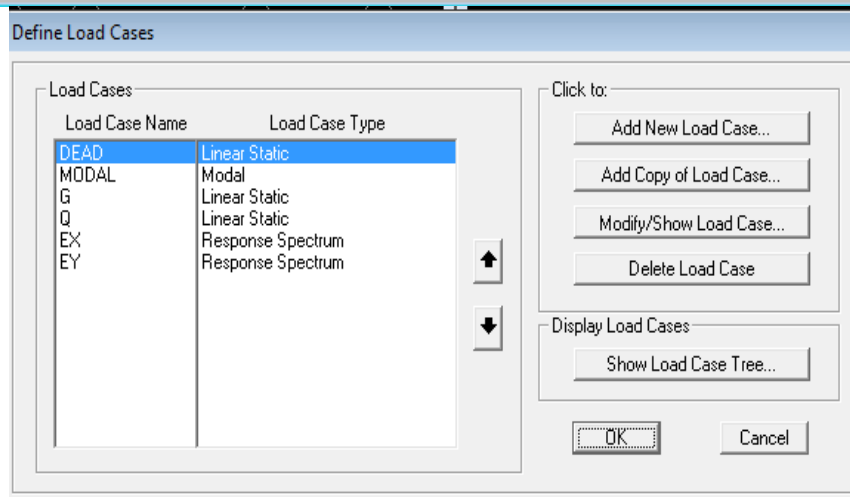 Define Load Cases
Load Cases
Load Case Name Load Case Type
DEAD Linear Static
MODAL Modal
G Linear Static
Q Linear Static
EX Response Spectrum
EY Response Spectrum
Click to:
Add New Load Case...
Add Copy of Load Case...
Modify/Show Load Case...
Delete Load Case
Display Load Cases
Show Load Case Tree...
OK Cancel